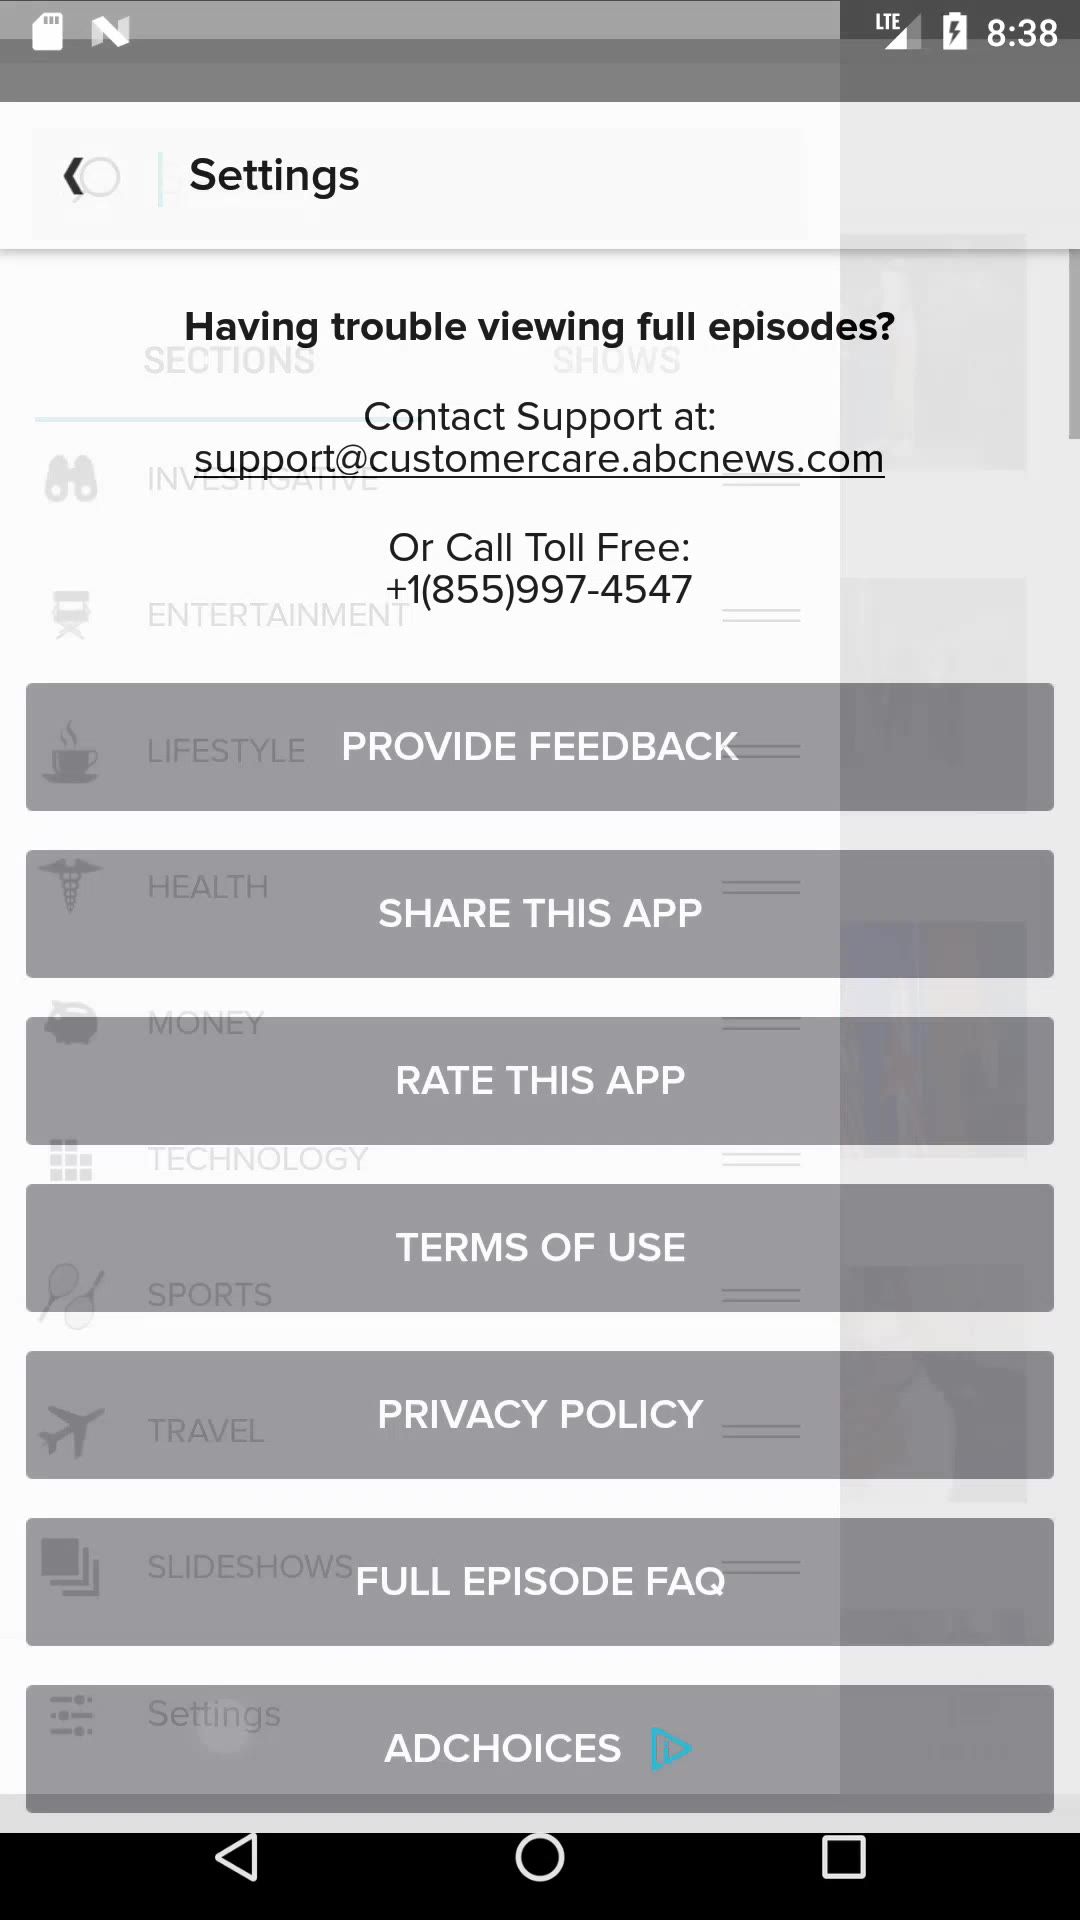 LTE 8:38
Settings
Having trouble viewing full episodes?
SECTIONS SHOWS
Contact Support at:
support@customercare.abcnews.com
INVESTIGATIVE
Or Call Toll Free:
+1(855)997-4547
ENTERTAINMENT
LIFESTYLE PROVIDE FEEDBACK
HEALTH
SHARE THIS APP
MONEY
RATE THIS APP
TECHNOLOGY
TERMS OF USE
SPORTS
PRIVACY POLICY
TRAVEL
SLIDESHOWS
FULL EPISODE FAQ
Settings
ADCHOICES